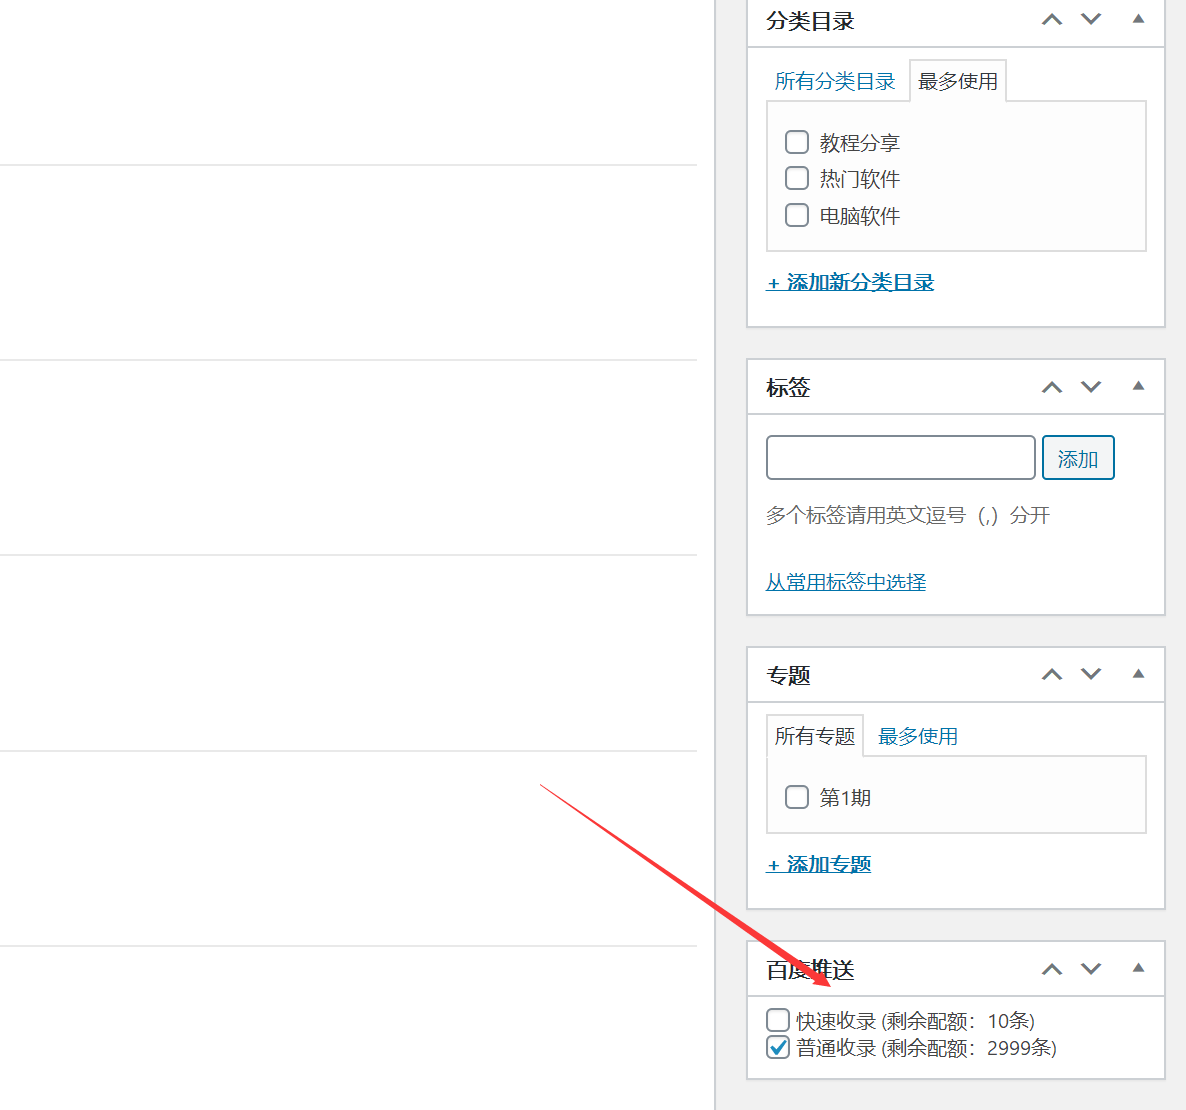 分类目录
所有分类目录 最多使用
教程分享
热门软件
电脑软件
+ 添加新分类目录
标签
添加
多个标签请用英文逗号（,）分开
从常用标签中选择
专题
所有专题 最多使用
第1期
+ 添加专题
百度推送
快速收录 (剩余配额：10条)
普通收录 (剩余配额：2999条)